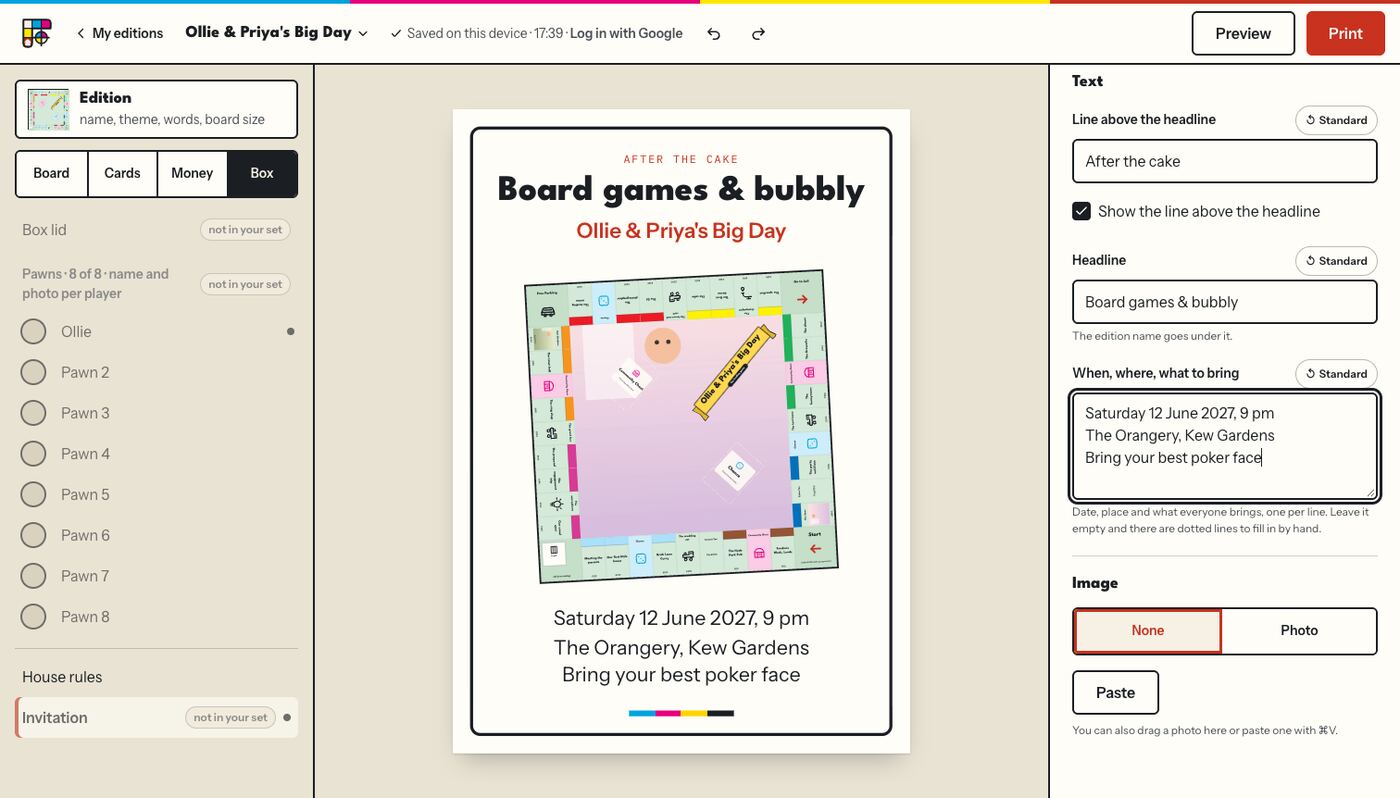 My editions
Ollie & Priya's Big Day
Saved on this device · 17:39 · Log in with Google
Preview
Print
Edition
name, theme, words, board size
Board
Cards
Money
Box
Box lid
not in your set
Pawns · 8 of 8 · name and
photo per player
not in your set
Ollie
Pawn 2
Pawn 3
Pawn 4
Pawn 5
Pawn 6
Pawn 7
Pawn 8
House rules
Invitation
not in your set
AFTER THE CAKE
Board games & bubbly
Ollie & Priya's Big Day
Free Parking
Go to Jail
Community Chest
Ollie & Priya's Big Day
Chance
Start
Saturday 12 June 2027, 9 pm
The Orangery, Kew Gardens
Bring your best poker face
Text
Line above the headline
Standard
After the cake
Show the line above the headline
Headline
Standard
Board games & bubbly
The edition name goes under it.
When, where, what to bring
Standard
Saturday 12 June 2027, 9 pm
The Orangery, Kew Gardens
Bring your best poker face
Date, place and what everyone brings, one per line. Leave it
empty and there are dotted lines to fill in by hand.
Image
None
Photo
Paste
You can also drag a photo here or paste one with ⌘V.